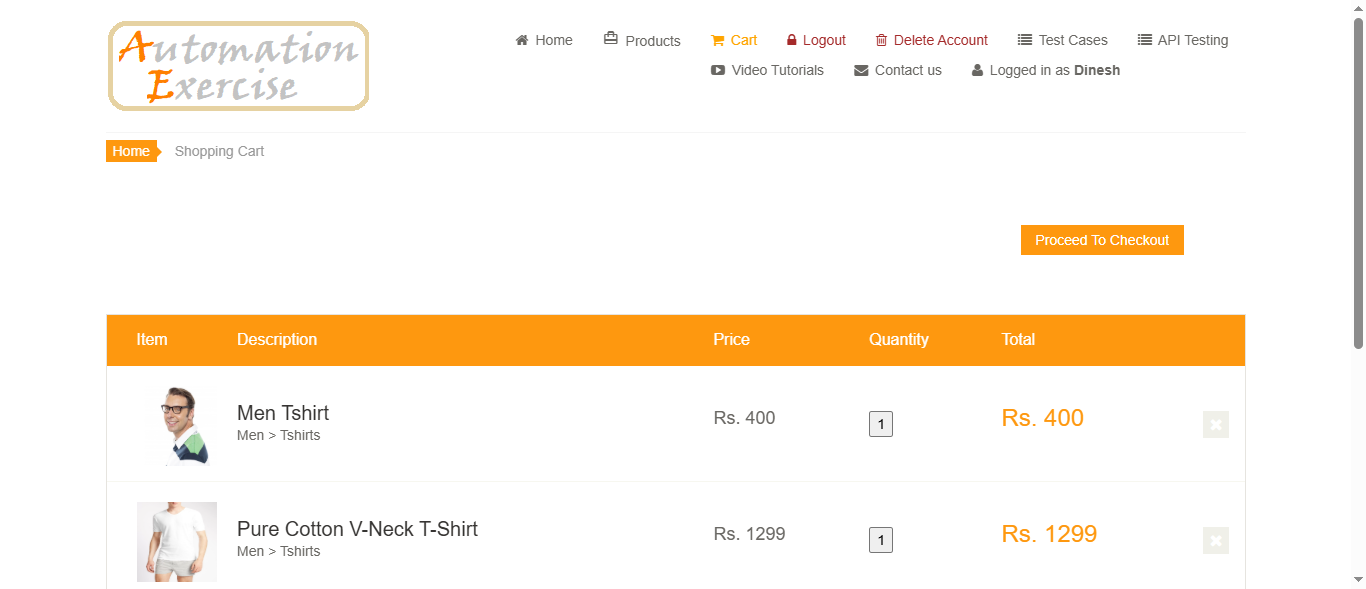 Automation
Exercise
Home Products Cart Logout Delete Account Test Cases API Testing
Video Tutorials Contact us Logged in as Dinesh
Home Shopping Cart
Proceed To Checkout
Item Description Price Quantity Total
Men Tshirt
Men > Tshirts
Rs. 400 1 Rs. 400
Pure Cotton V-Neck T-Shirt
Men > Tshirts
Rs. 1299 1 Rs. 1299